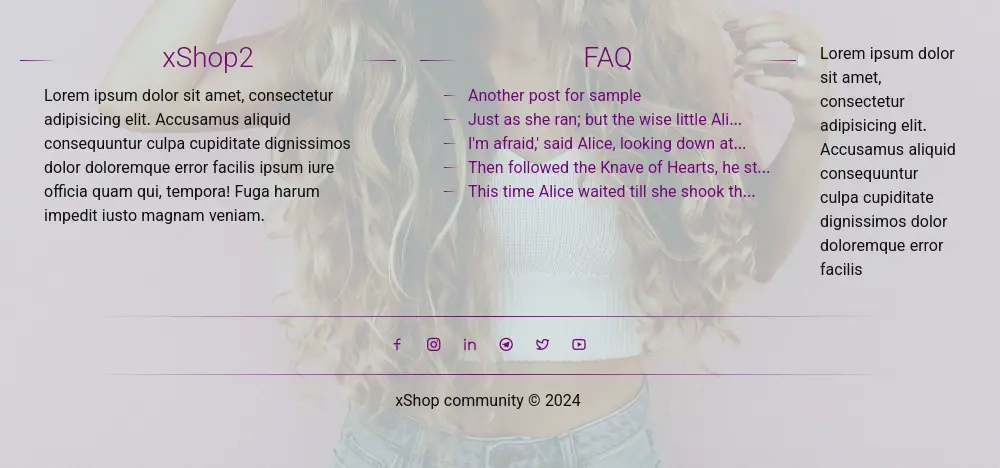 xShop2
Lorem ipsum dolor sit amet, consectetur
adipisicing elit. Accusamus aliquid
consequuntur culpa cupiditate dignissimos
dolor doloremque error facilis ipsum iure
officia quam qui, tempora! Fuga harum
impedit iusto magnam veniam.
FAQ
Another post for sample
Just as she ran; but the wise little Ali...
I'm afraid,' said Alice, looking down at...
Then followed the Knave of Hearts, he st...
This time Alice waited till she shook th...
Lorem ipsum dolor
sit amet,
consectetur
adipisicing elit.
Accusamus aliquid
consequuntur
culpa cupiditate
dignissimos dolor
doloremque error
facilis
xShop community © 2024